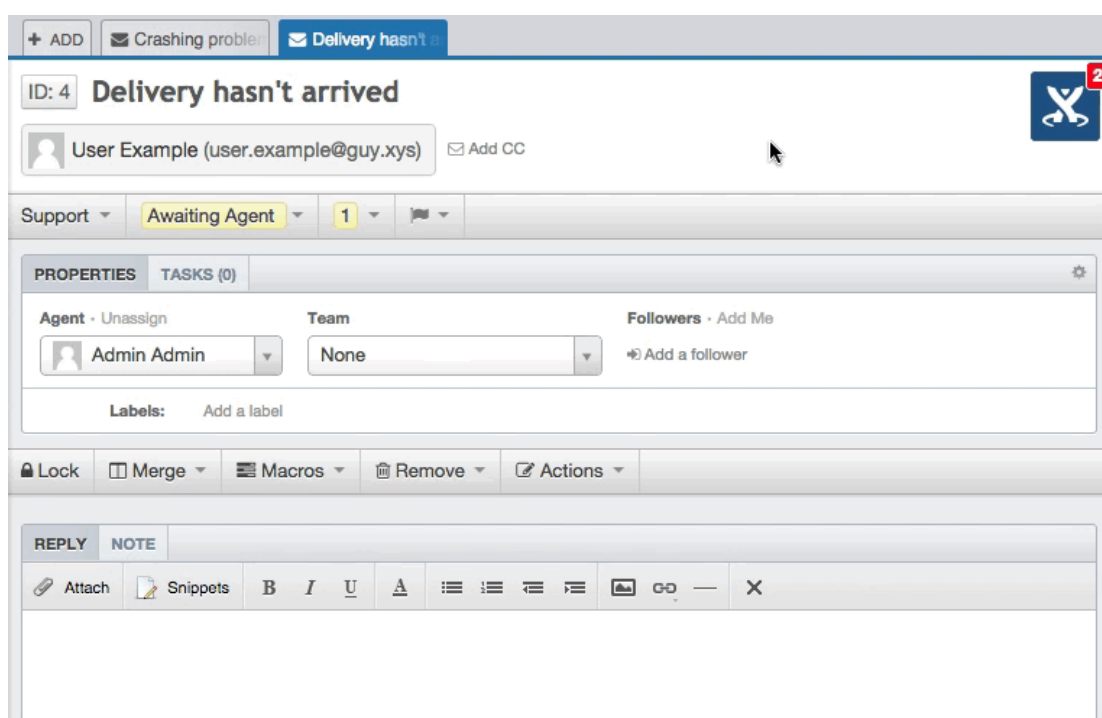 + ADD Crashing problem Delivery hasn't a
ID: 4 Delivery hasn't arrived
2
User Example (user.example@guy.xys) Add CC
Support Awaiting Agent 1
PROPERTIES TASKS (0)
Agent · Unassign Team Followers · Add Me
Admin Admin None Add a follower
Labels: Add a label
Lock Merge Macros Remove Actions
REPLY NOTE
Attach Snippets B I U A